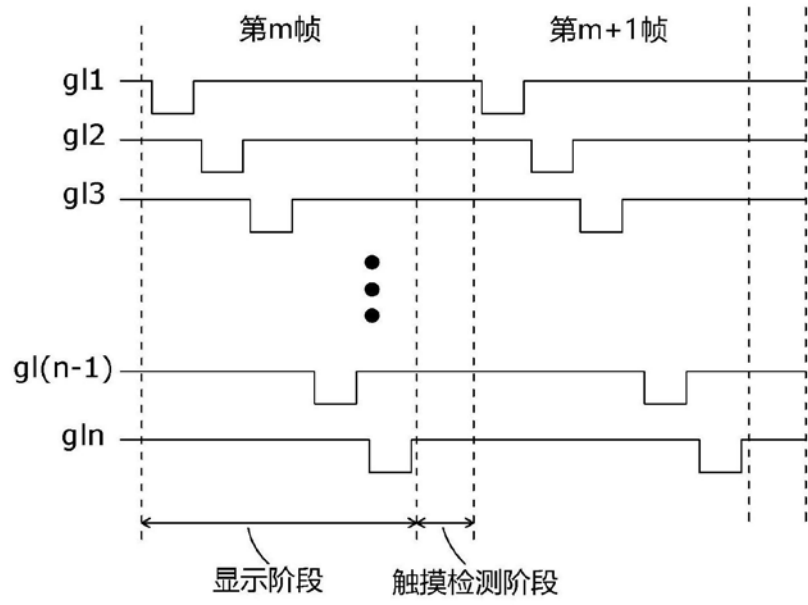 第m帧
第m+1帧
gl1
gl2
gl3
gl(n-1)
gln
显示阶段
触摸检测阶段